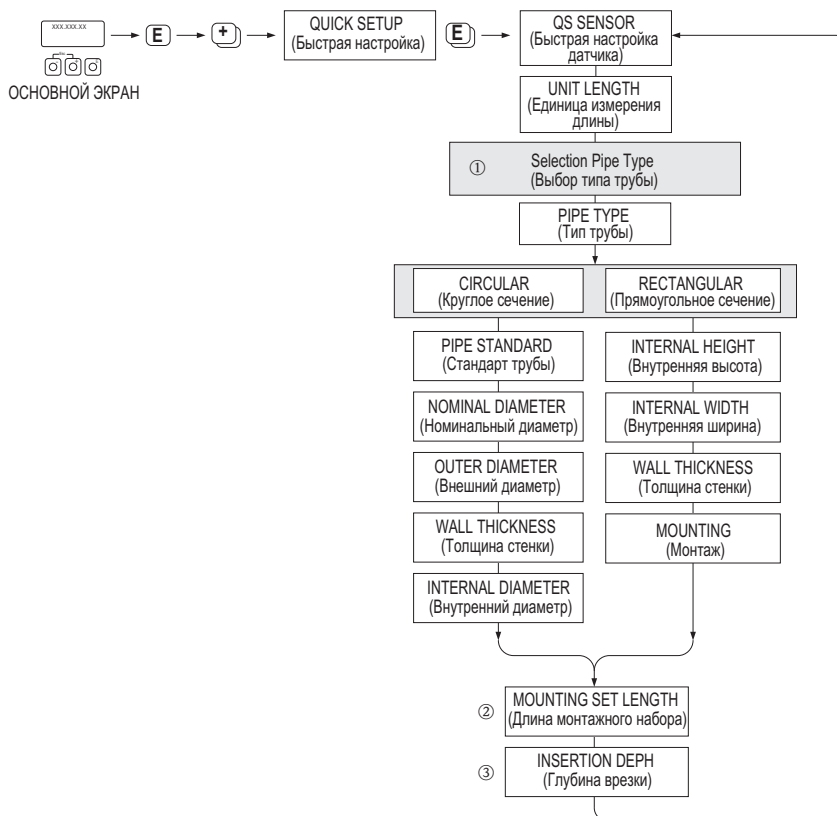 xxx.xxx.xx
Esc
E
+
QUICK SETUP
(Быстрая настройка)
E
QS SENSOR
(Быстрая настройка
датчика)
ОСНОВНОЙ ЭКРАН
UNIT LENGTH
(Единица измерения
длины)
① Selection Pipe Type
(Выбор типа трубы)
PIPE TYPE
(Тип трубы)
CIRCULAR
(Круглое сечение)
RECTANGULAR
(Прямоугольное сечение)
PIPE STANDARD
(Стандарт трубы)
INTERNAL HEIGHT
(Внутренняя высота)
NOMINAL DIAMETER
(Номинальный диаметр)
INTERNAL WIDTH
(Внутренняя ширина)
OUTER DIAMETER
(Внешний диаметр)
WALL THICKNESS
(Толщина стенки)
WALL THICKNESS
(Толщина стенки)
MOUNTING
(Монтаж)
INTERNAL DIAMETER
(Внутренний диаметр)
② MOUNTING SET LENGTH
(Длина монтажного набора)
③ INSERTION DEPH
(Глубина врезки)